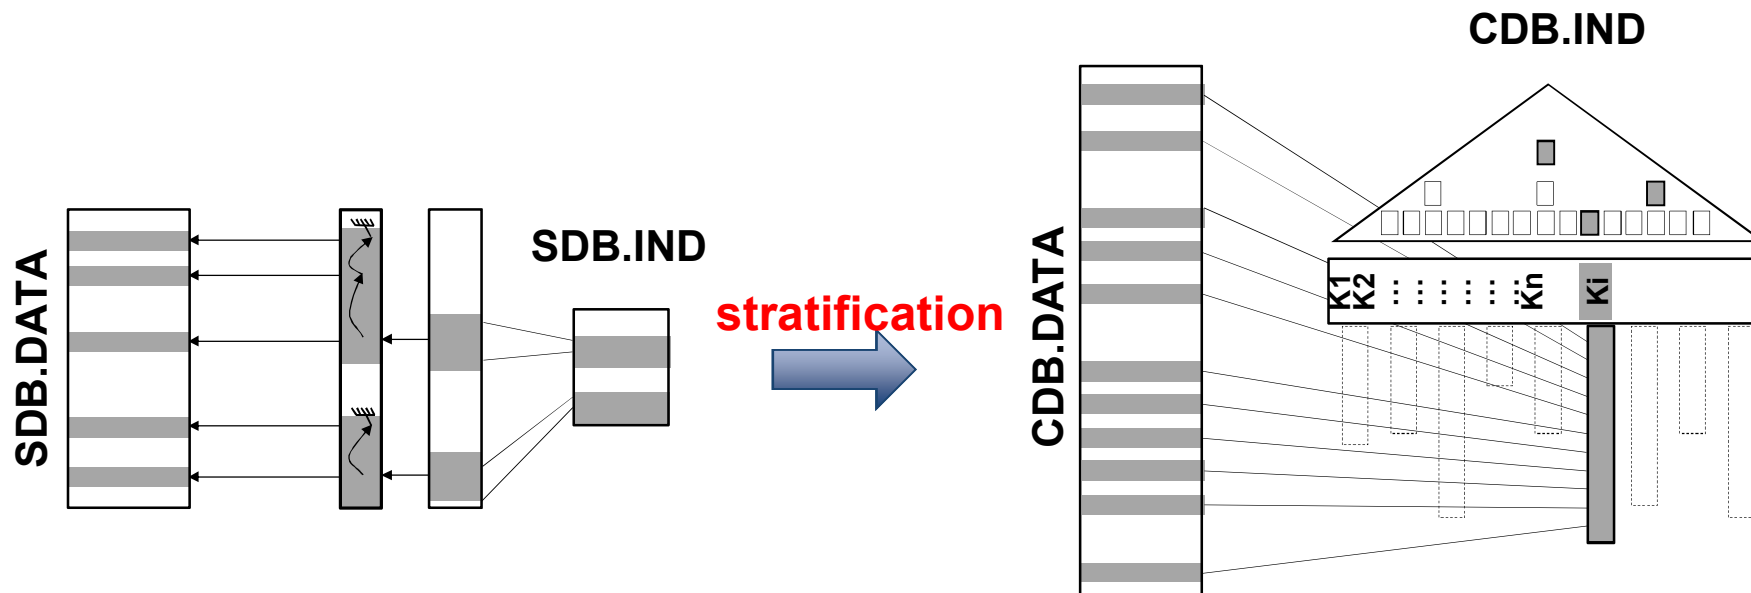 CDB.IND
SDB.DATA
SDB.IND
stratification
CDB.DATA
K1
K2
...
...
...
...
...
...
Kn
Ki